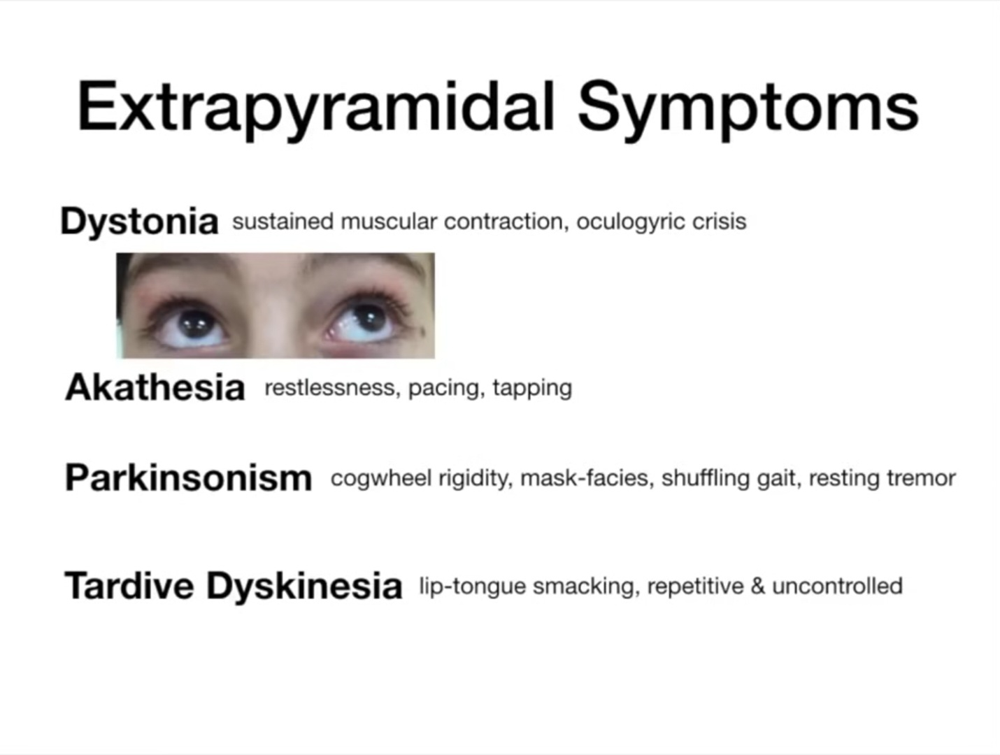 Extrapyramidal Symptoms
Dystonia sustained muscular contraction, oculogyric crisis
Akathesia restlessness, pacing, tapping
Parkinsonism cogwheel rigidity, mask-facies, shuffling gait, resting tremor
Tardive Dyskinesia lip-tongue smacking, repetitive & uncontrolled